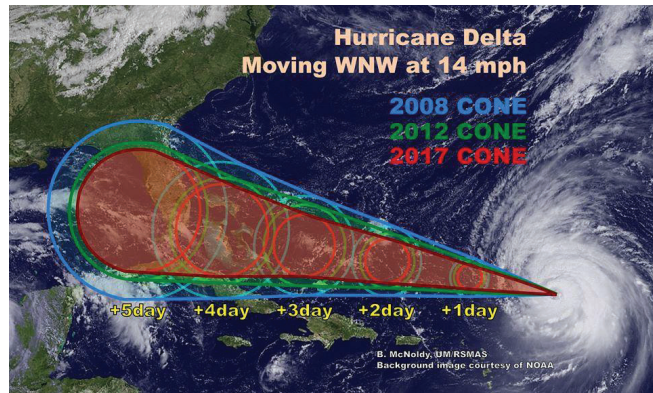 Hurricane Delta
Moving WNW at 14 mph
2008 CONE
2012 CONE
2017 CONE
+5day +4day +3day +2day +1day
B. McNoldy, UM/RSMAS
Background image courtesy of NOAA